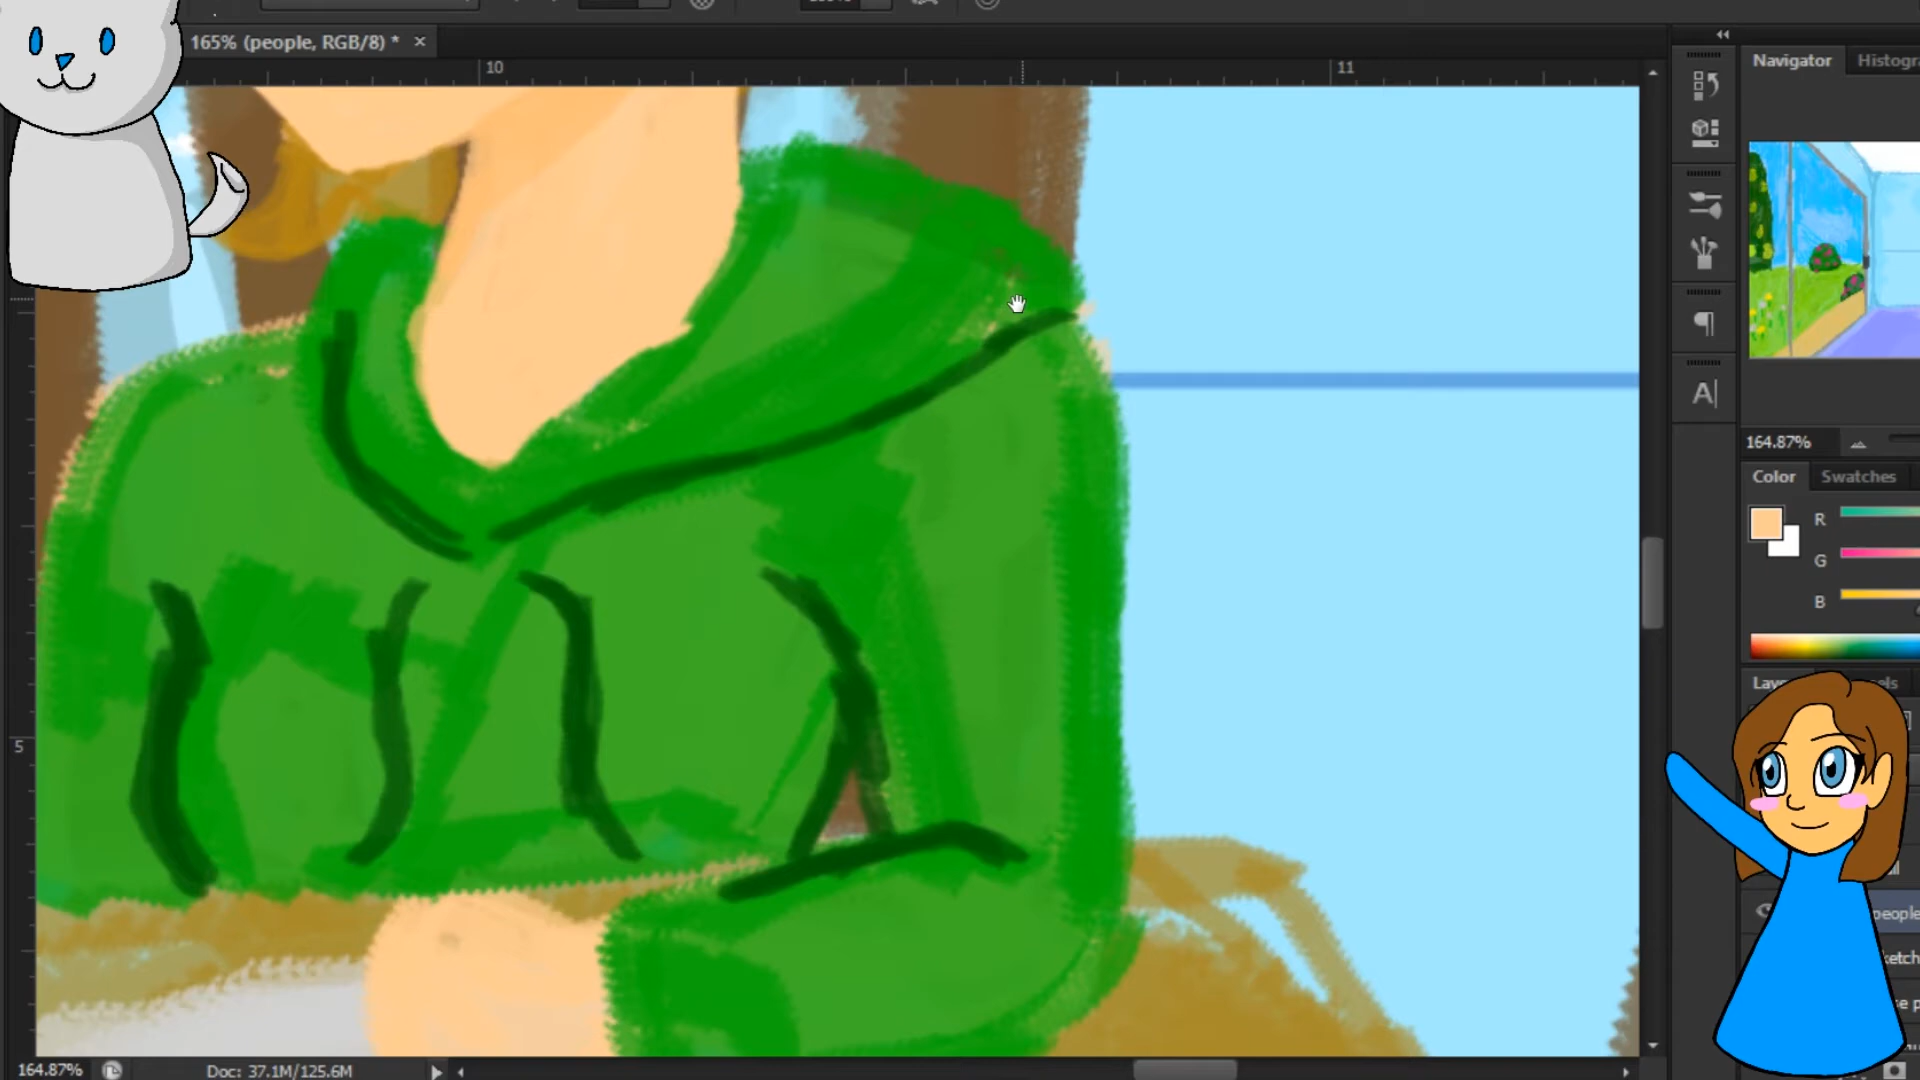 165% (people, RGB/8) * ×
10
11
Navigator
5
164.87%
Color Swatches
R
G
B
people
164.87%
Doc: 37.1M/125.6M